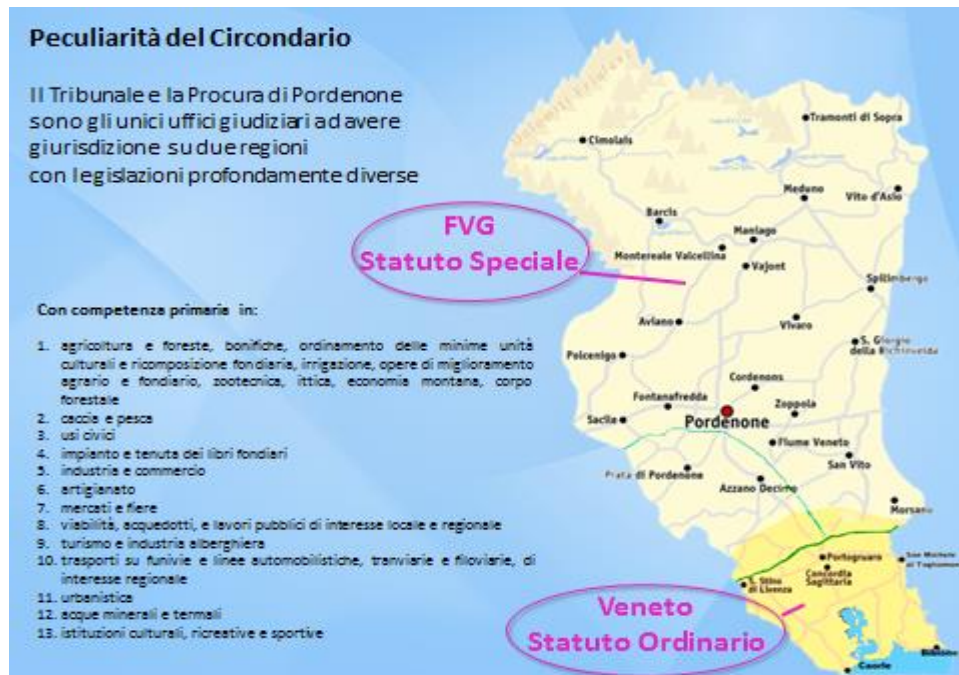 Peculiarità del Circondario
Il Tribunale e la Procura di Pordenone
sono gli unici uffici giudiziari ad avere
giurisdizione su due regioni
con legislazioni profondamente diverse
FVG
Statuto Speciale
Con competenza primaria in:
1. agricoltura e foreste, bonifiche, ordinamento delle minime unità
culturali e ricomposizione fondiaria, irrigazione, opere di miglioramento
agrario e fondiario, zootecnica, ittica, economia montana, corpo
forestale
2. caccia e pesca
3. usi civici
4. impianto e tenuta dei libri fondiari
5. industria e commercio
6. artigianato
7. mercati e fiere
8. viabilità, acquedotti, e lavori pubblici di interesse locale e regionale
9. turismo e industria alberghiera
10. trasporti su funivie e linee automobilistiche, tranviarie e filoviarie, di
interesse regionale
11. urbanistica
12. acque minerali e termali
13. istituzioni culturali, ricreative e sportive
Veneto
Statuto Ordinario
Tramonti di Sopra
Cimolais
Meduno
Vito d'Asio
Barcis
Maniago
Montereale Valcellina
Vajont
Spilimbergo
Aviano
Vivaro
S. Giorgio
della Richinvelda
Polcenigo
Cordenons
Fontanafredda
Zoppola
Sacile
Pordenone
Fiume Veneto
San Vito
Prata di Pordenone
Azzano Decimo
Morsano
Portogruaro
San Michele
al Tagliamento
Concordia
Sagittaria
S. Stino
di Livenza
Bibione
Caorle